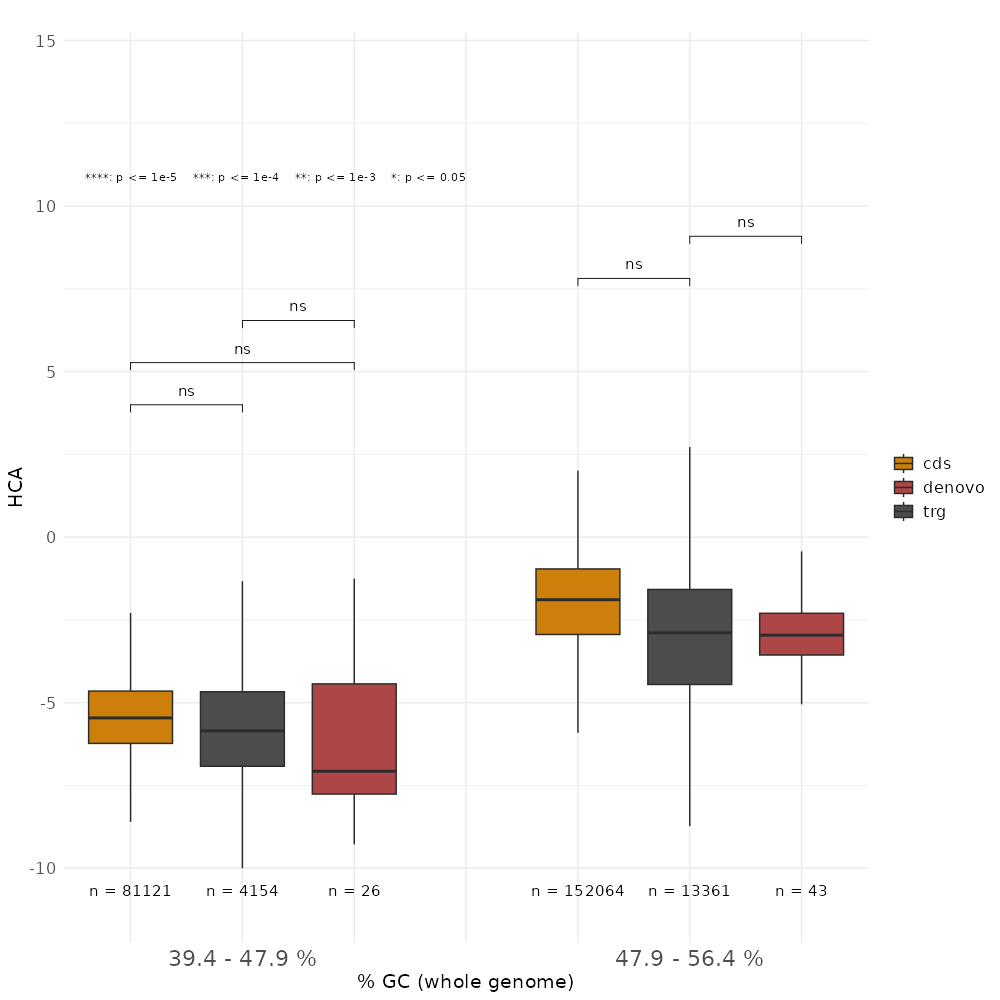 15
****: p <= 1e-5 ***: p <= 1e-4 **: p <= 1e-3 *: p <= 0.05
10
ns
ns
ns
ns
5
ns
HCA
cds
denovo
trg
0
-5
-10
n = 81121 n = 4154 n = 26 n = 152064 n = 13361 n = 43
39.4 - 47.9 % 47.9 - 56.4 %
% GC (whole genome)